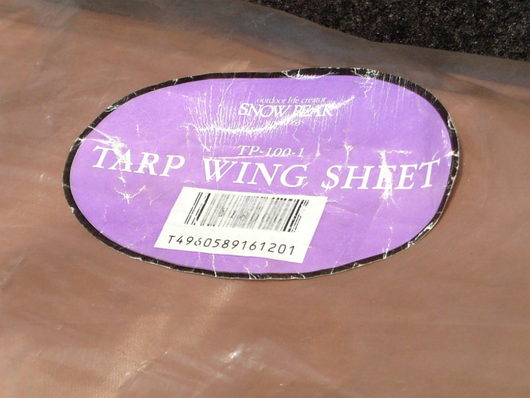 outdoor life creator
SNOW PEAK
TP-100-1
TARP WING SHEET
T4960589161201